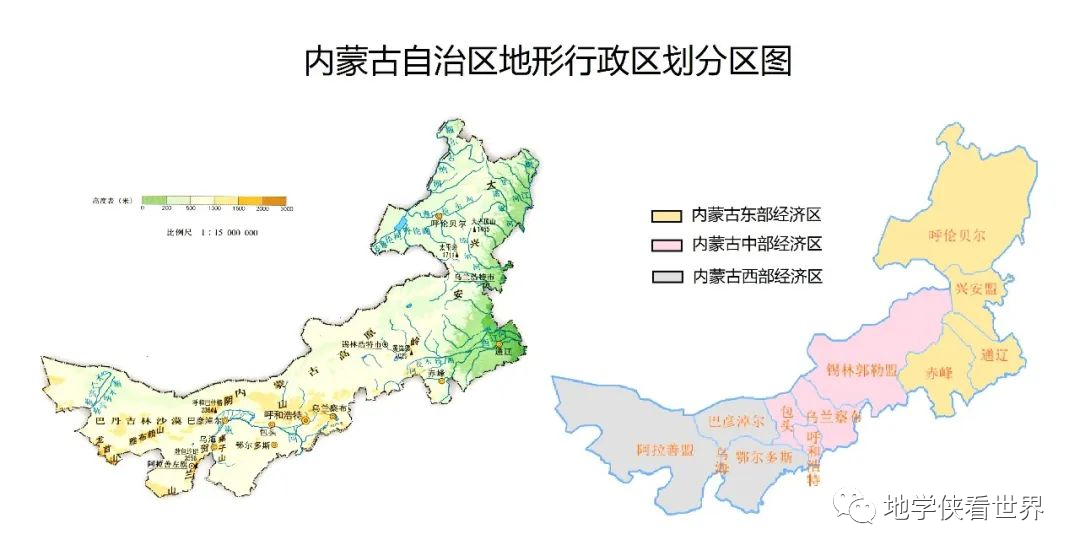 内蒙古自治区地形行政区划分区图
高度表（米）
0 200 500 1000 1500 2000 3000
比例尺 1：15 000 000
大
呼伦贝尔
兴
乌兰浩特市
安
岭
原
高
古
蒙
内
锡林浩特市
通辽
赤峰
阴
山
呼和浩特
乌兰察布
包头
巴丹吉林沙漠
巴彦淖尔
雅布赖山
乌海
鄂尔多斯
阿拉善左旗
贺
兰
山
内蒙古东部经济区
内蒙古中部经济区
内蒙古西部经济区
呼伦贝尔
兴安盟
通辽
赤峰
锡林郭勒盟
乌兰察布
包头
呼和浩特
巴彦淖尔
阿拉善盟
乌海
鄂尔多斯
地学侠看世界